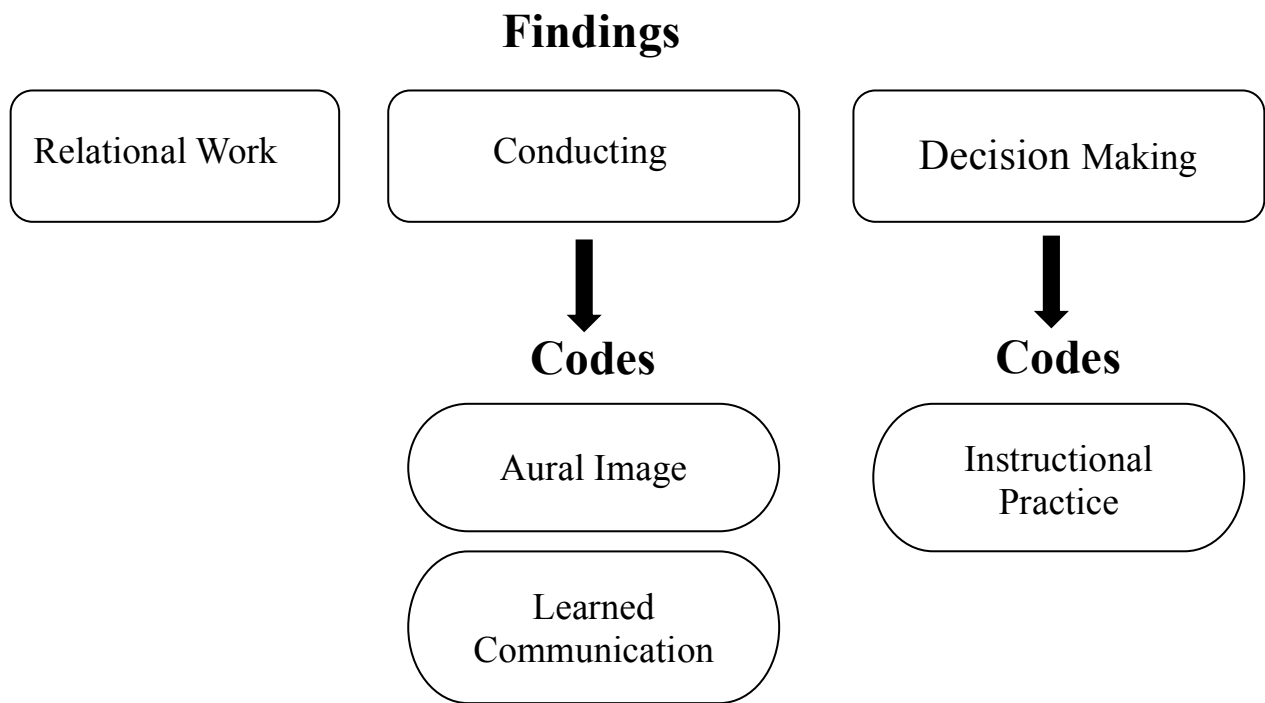 Findings
Relational Work
Conducting
Decision Making
Codes
Codes
Aural Image
Instructional
Practice
Learned
Communication